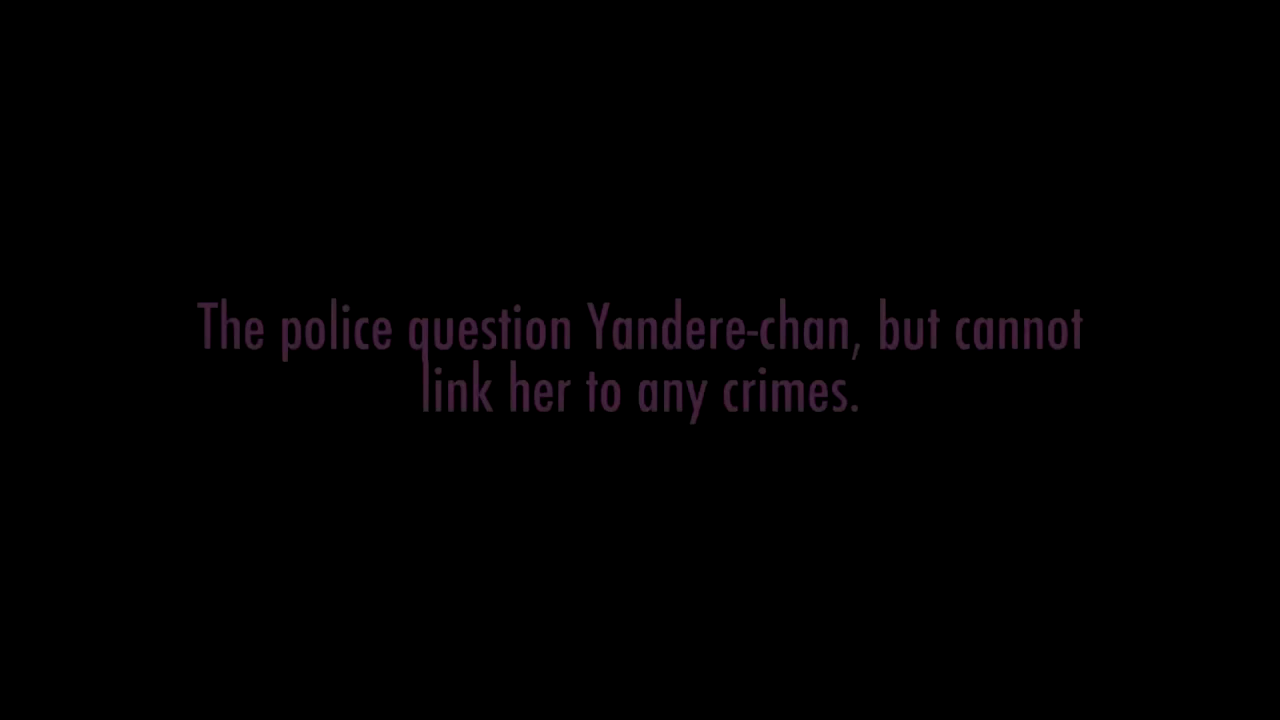 The police question Yandere-chan, but cannot
link her to any crimes.